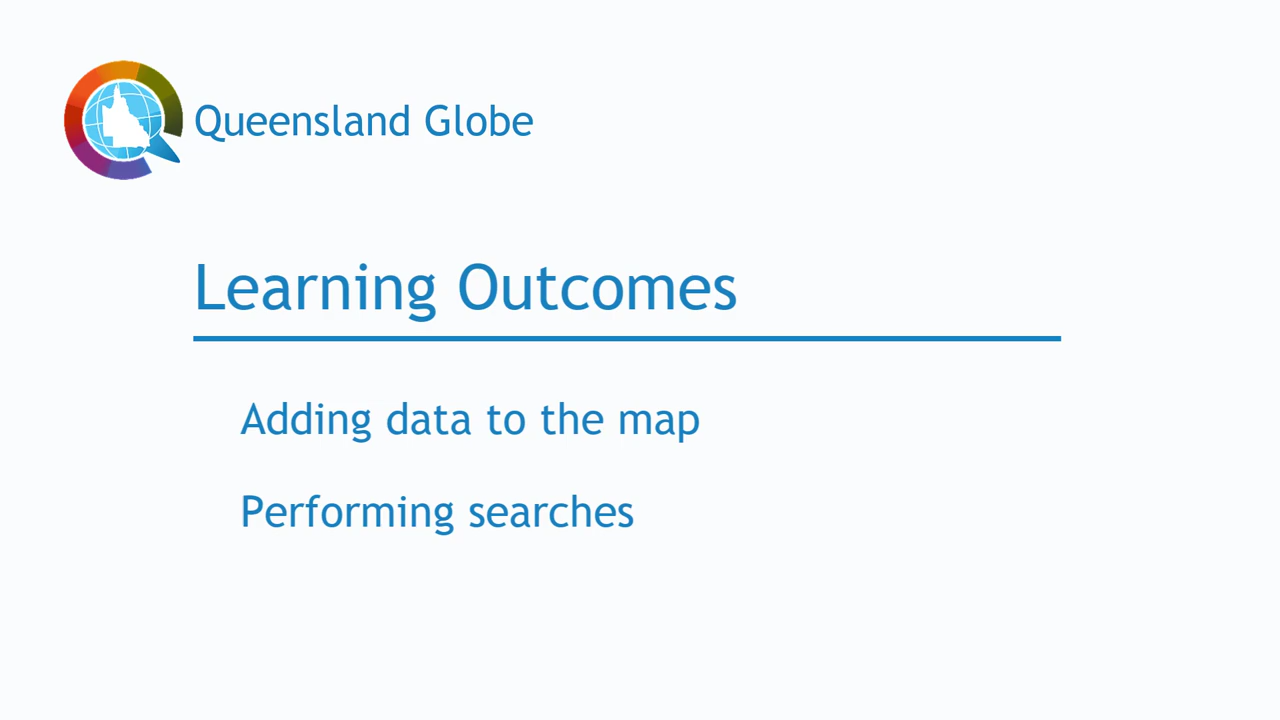 Queensland Globe
Learning Outcomes
Adding data to the map
Performing searches